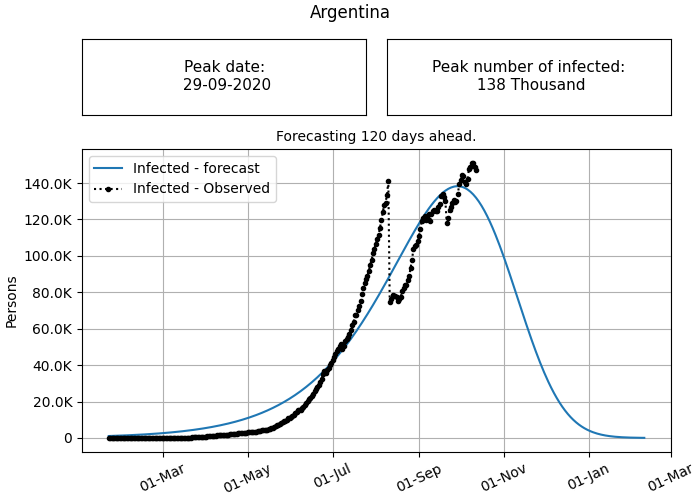 Argentina
Peak date:
29-09-2020
Peak number of infected:
138 Thousand
Forecasting 120 days ahead.
Infected - forecast
Infected - Observed
140.0K
120.0K
100.0K
80.0K
60.0K
40.0K
20.0K
0
Persons
01-Mar
01-May
01-Jul
01-Sep
01-Nov
01-Jan
01-Mar